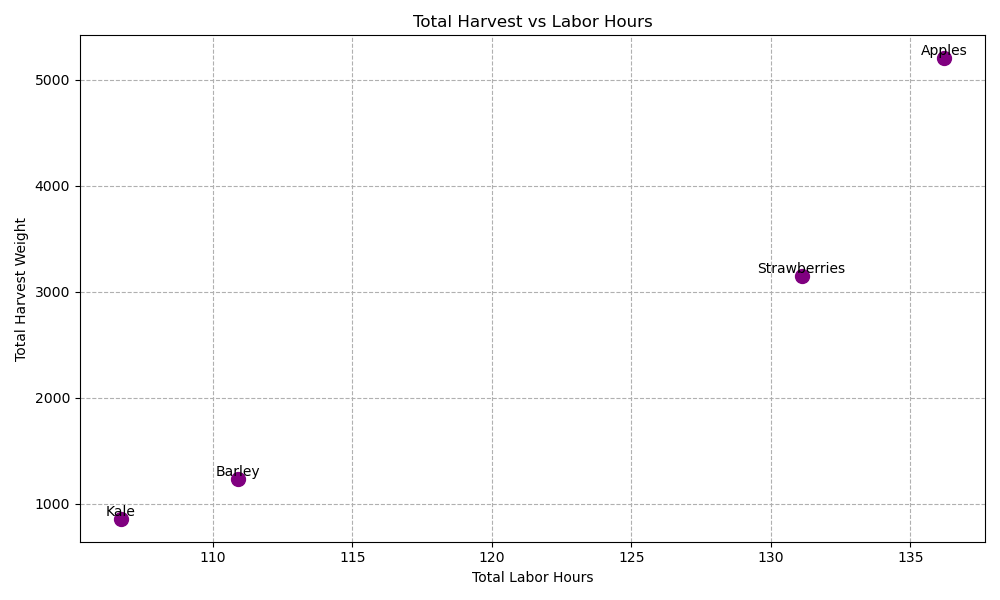 Total Harvest vs Labor Hours
Apples
5000
4000
Strawberries
3000
Total Harvest Weight
2000
Barley
1000
Kale
110 115 120 125 130 135
Total Labor Hours